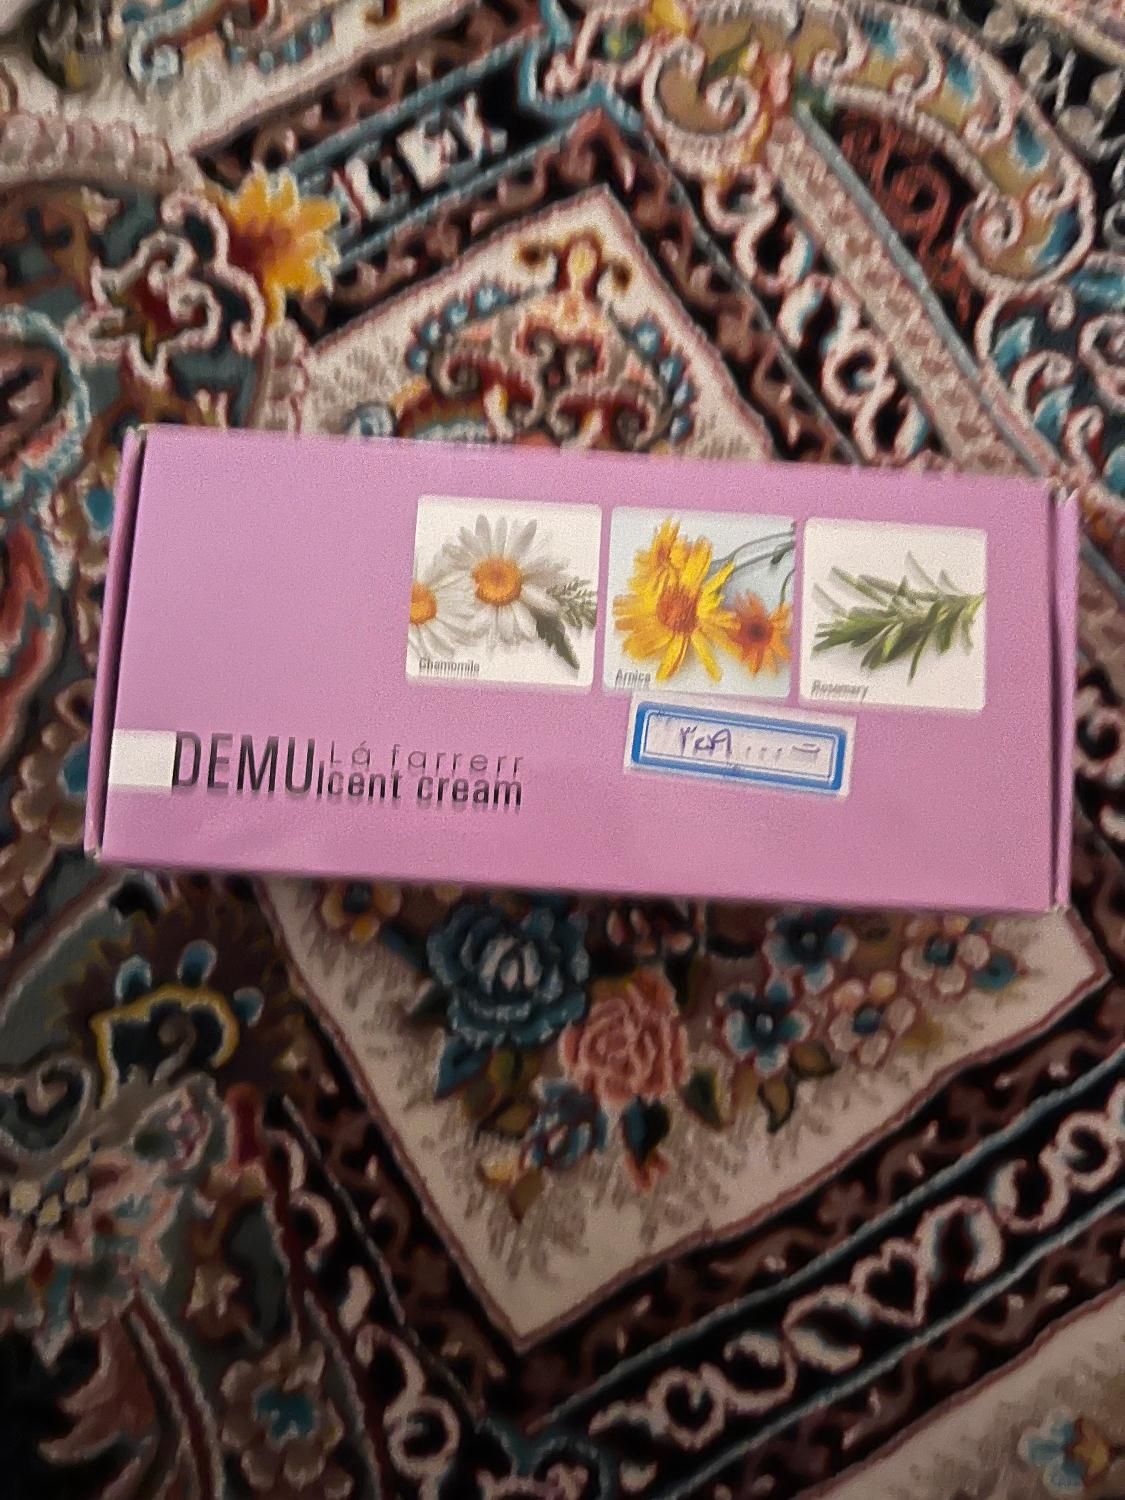 Chamomile
Arnica
Rosemary
La farrerr
DEMUlcent cream